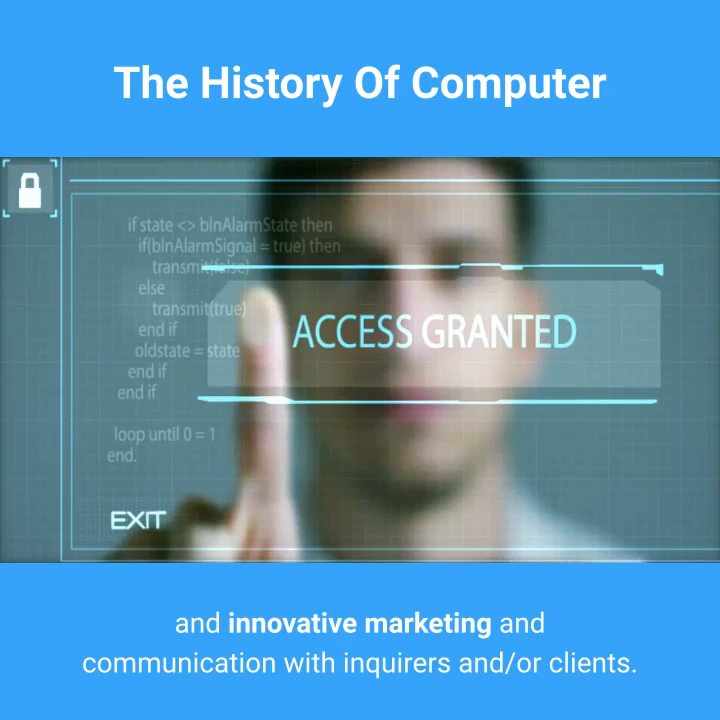 The History Of Computer
if state <> blnAlarmState then
if(blnAlarmSignal = true) then
transmit(false)
else
transmit(true)
end if
oldstate = state
end if
end if
loop until 0 = 1
end.
ACCESS GRANTED
EXIT
and innovative marketing and
communication with inquirers and/or clients.